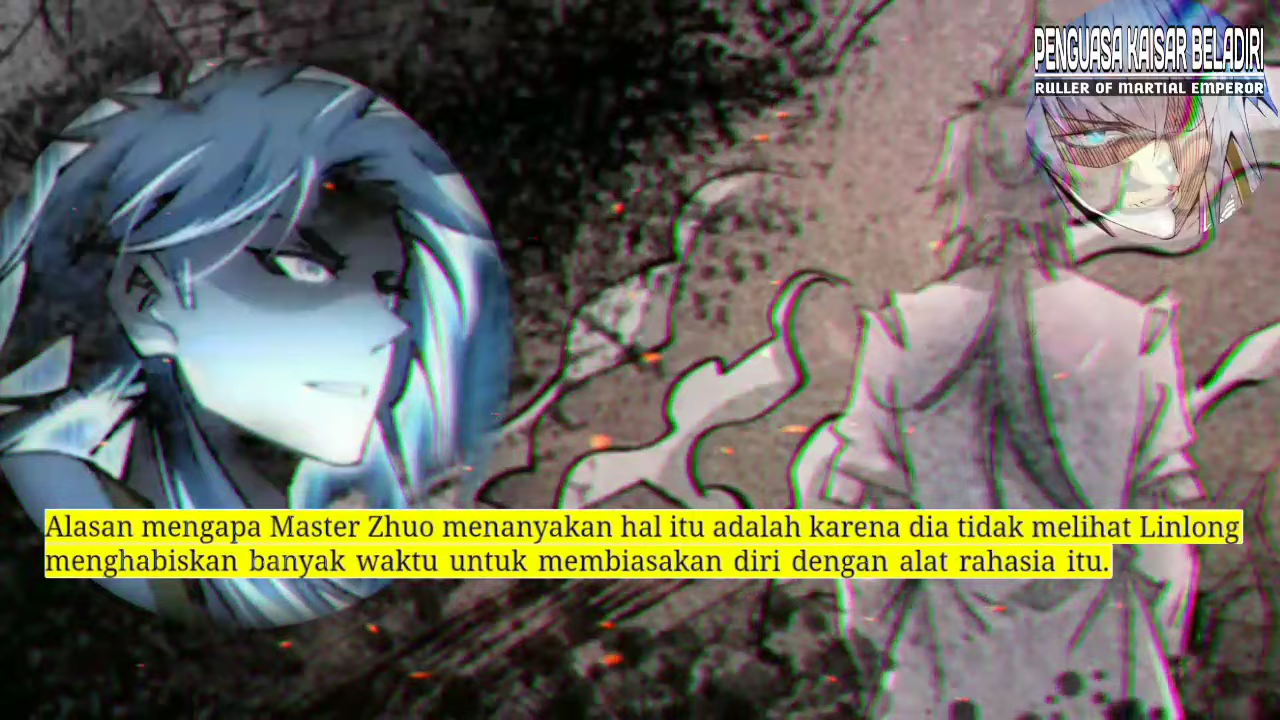 PENGUASA KAISAR BELADIRI
RULLER OF MARTIAL EMPEROR
Alasan mengapa Master Zhuo menanyakan hal itu adalah karena dia tidak melihat Linlong
menghabiskan banyak waktu untuk membiasakan diri dengan alat rahasia itu.